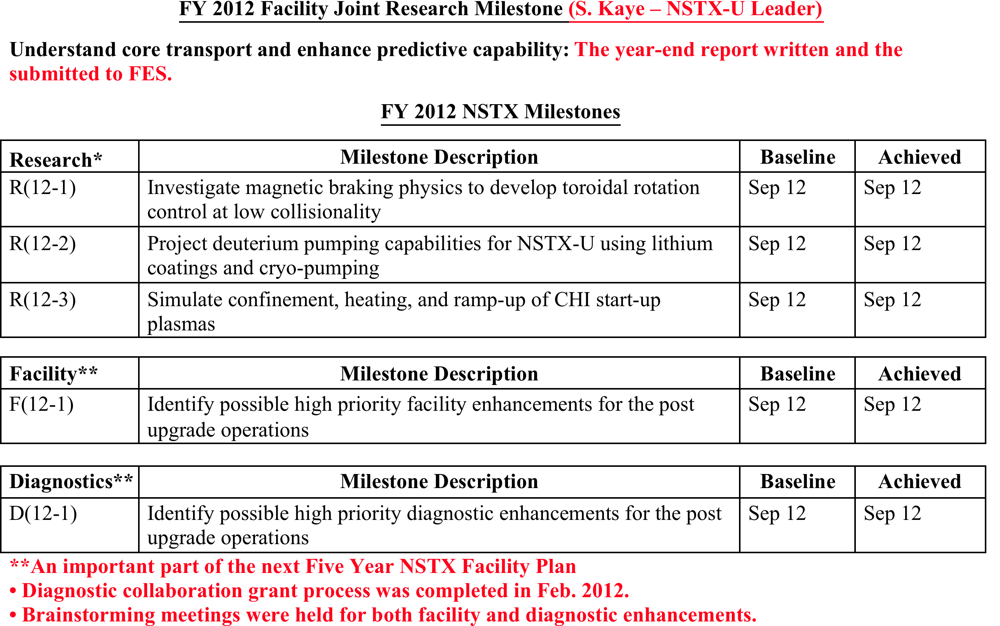 FY 2012 Facility Joint Research Milestone (S. Kaye – NSTX-U Leader)
Understand core transport and enhance predictive capability: The year-end report written and the
submitted to FES.
FY 2012 NSTX Milestones
Research* Milestone Description Baseline Achieved
R(12-1) Investigate magnetic braking physics to develop toroidal rotation Sep 12 Sep 12
control at low collisionality
R(12-2) Project deuterium pumping capabilities for NSTX-U using lithium Sep 12 Sep 12
coatings and cryo-pumping
R(12-3) Simulate confinement, heating, and ramp-up of CHI start-up Sep 12 Sep 12
plasmas
Facility** Milestone Description Baseline Achieved
F(12-1) Identify possible high priority facility enhancements for the post Sep 12 Sep 12
upgrade operations
Diagnostics** Milestone Description Baseline Achieved
D(12-1) Identify possible high priority diagnostic enhancements for the post Sep 12 Sep 12
upgrade operations
**An important part of the next Five Year NSTX Facility Plan
• Diagnostic collaboration grant process was completed in Feb. 2012.
• Brainstorming meetings were held for both facility and diagnostic enhancements.